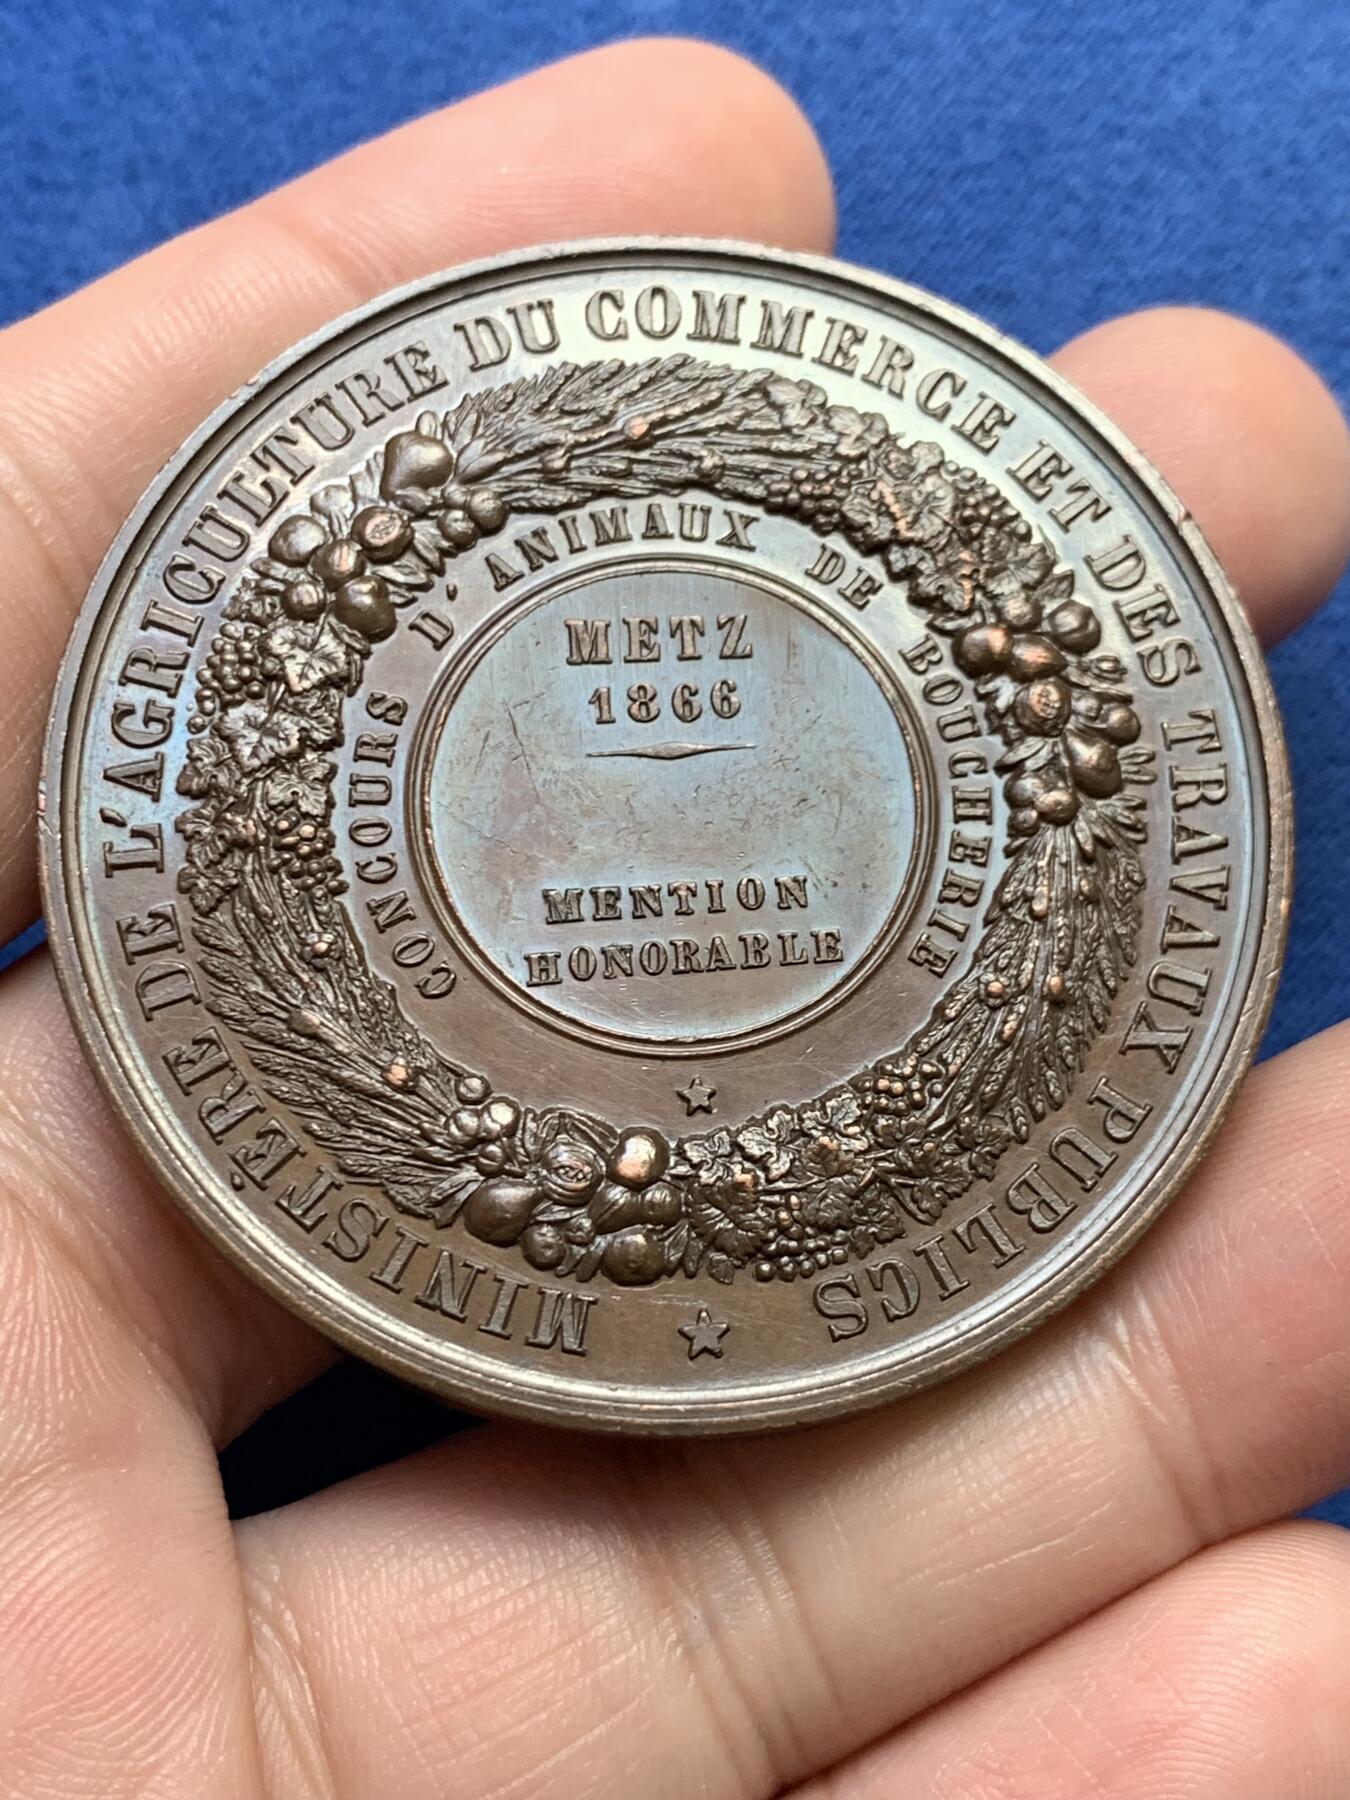 MINISTÈRE DE L'AGRICULTURE DU COMMERCE ET DES TRAVAUX PUBLICS
CONCOURS D'ANIMAUX DE BOUCHERIE
METZ
1866
MENTION
HONORABLE